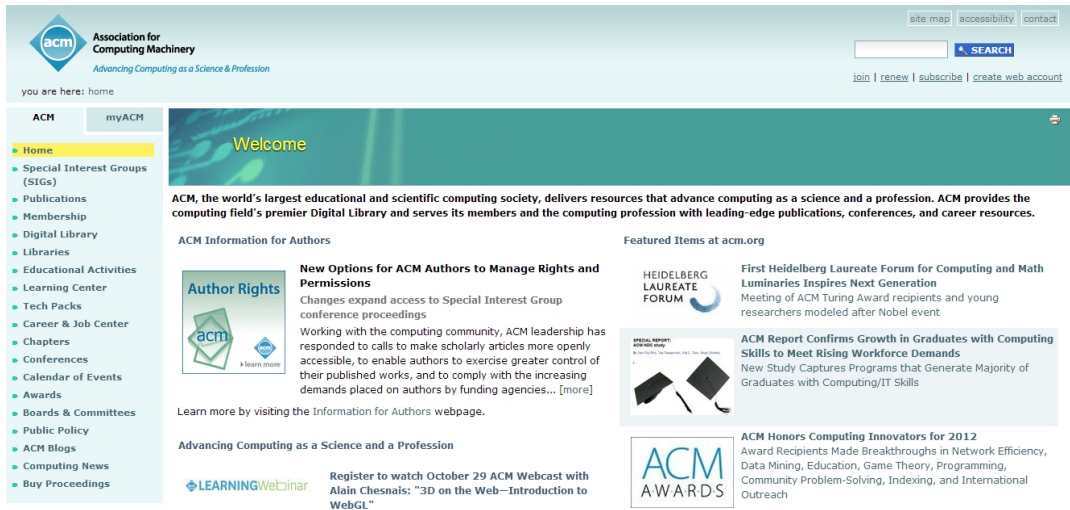 site map accessibility contact
acm
Association for
Computing Machinery
Advancing Computing as a Science & Profession
SEARCH
join | renew | subscribe | create web account
you are here: home
ACM myACM
Welcome
Home
Special Interest Groups
(SIGs)
Publications
Membership
Digital Library
Libraries
Educational Activities
Learning Center
Tech Packs
Career & Job Center
Chapters
Conferences
Calendar of Events
Awards
Boards & Committees
Public Policy
ACM Blogs
Computing News
Buy Proceedings
ACM, the world's largest educational and scientific computing society, delivers resources that advance computing as a science and a profession. ACM provides the
computing field's premier Digital Library and serves its members and the computing profession with leading-edge publications, conferences, and career resources.
ACM Information for Authors
Author Rights
acm
learn more
New Options for ACM Authors to Manage Rights and
Permissions
Changes expand access to Special Interest Group
conference proceedings
Working with the computing community, ACM leadership has
responded to calls to make scholarly articles more openly
accessible, to enable authors to exercise greater control of
their published works, and to comply with the increasing
demands placed on authors by funding agencies... [more]
Learn more by visiting the Information for Authors webpage.
Advancing Computing as a Science and a Profession
LEARNING Webinar
Register to watch October 29 ACM Webcast with
Alain Chesnais: "3D on the Web—Introduction to
WebGL"
Featured Items at acm.org
HEIDELBERG
LAUREATE
FORUM
First Heidelberg Laureate Forum for Computing and Math
Luminaries Inspires Next Generation
Meeting of ACM Turing Award recipients and young
researchers modeled after Nobel event
SPECIAL REPORT:
ACM NDC study
ACM Report Confirms Growth in Graduates with Computing
Skills to Meet Rising Workforce Demands
New Study Captures Programs that Generate Majority of
Graduates with Computing/IT Skills
ACM
A·W·A·R·D·S
ACM Honors Computing Innovators for 2012
Award Recipients Made Breakthroughs in Network Efficiency,
Data Mining, Education, Game Theory, Programming,
Community Problem-Solving, Indexing, and International
Outreach